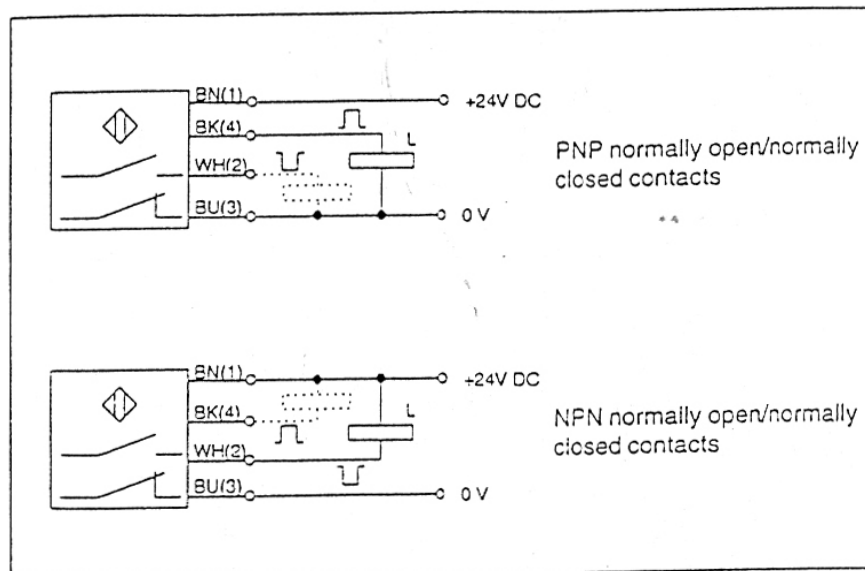 BN(1)
+24V DC
BK(4)
L
WH(2)
PNP normally open/normally
closed contacts
BU(3)
0 V
BN(1)
+24V DC
BK(4)
L
NPN normally open/normally
closed contacts
WH(2)
BU(3)
0 V